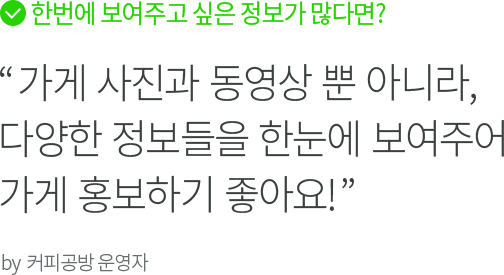 한번에 보여주고 싶은 정보가 많다면?
“ 가게 사진과 동영상 뿐 아니라,
다양한 정보들을 한눈에 보여주어
가게 홍보하기 좋아요! ”
by 커피공방 운영자